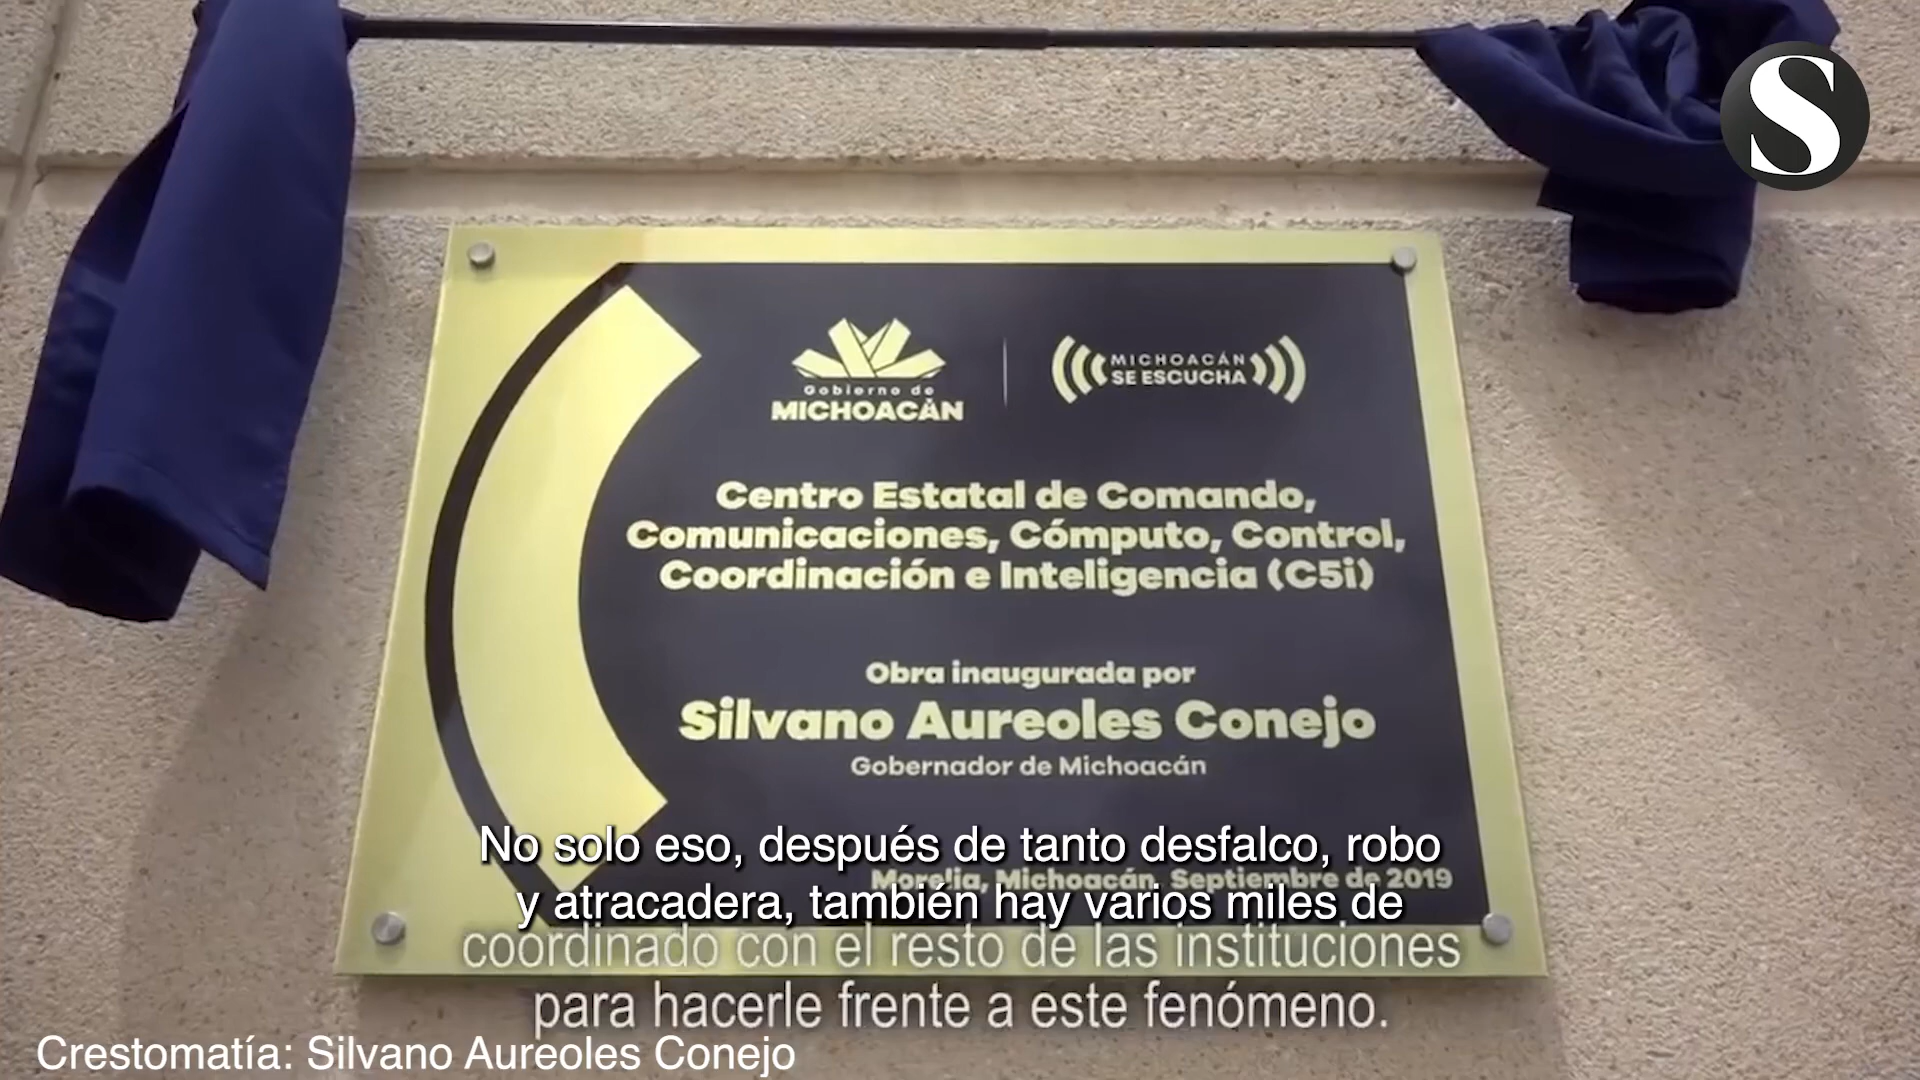 S
Gobierno de
MICHOACÁN
MICHOACÁN
SE ESCUCHA
Centro Estatal de Comando,
Comunicaciones, Cómputo, Control,
Coordinación e Inteligencia (C5i)
Obra inaugurada por
Silvano Aureoles Conejo
Gobernador de Michoacán
No solo eso, después de tanto desfalco, robo
Morelia, Michoacán, Septiembre de 2019
y atracadera, también hay varios miles de
coordinado con el resto de las instituciones
para hacerle frente a este fenómeno.
Crestomatía: Silvano Aureoles Conejo